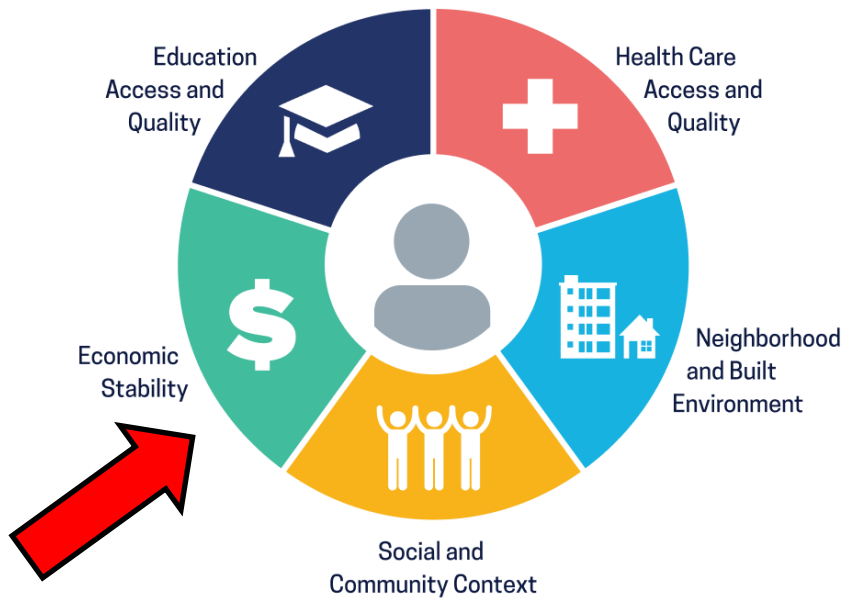 Education
Access and
Quality
Health Care
Access and
Quality
$
Economic
Stability
Neighborhood
and Built
Environment
Social and
Community Context